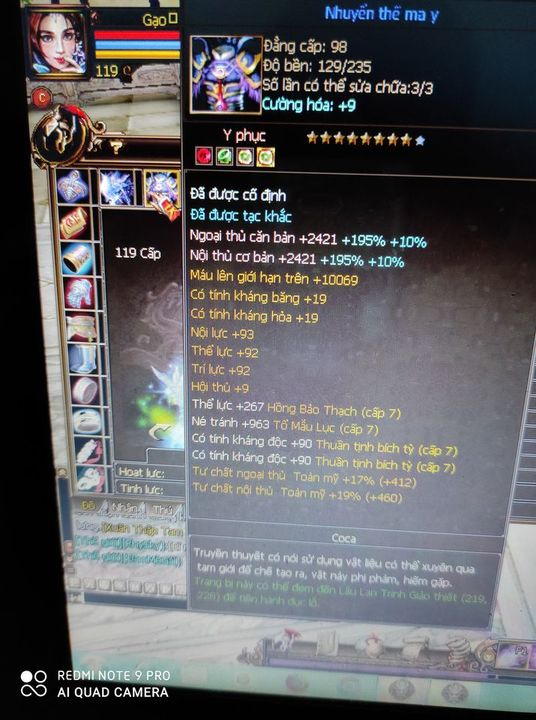 Nhuyễn thể ma y
Gạo
Đẳng cấp: 98
Độ bền: 129/235
Số lần có thể sửa chữa:3/3
Cường hóa: +9
119
C
Y phục
?
Đã được cố định
Đã được tạc khắc
Ngoại thủ căn bản +2421 +195% +10%
Nội thủ cơ bản +2421 +195% +10%
119 Cấp
Máu lên giới hạn trên +10069
Có tính kháng băng +19
Có tính kháng hỏa +19
Nội lực +93
Thể lực +92
Trí lực +92
Hội thủ +9
Thể lực +267 Hồng Bảo Thạch (cấp 7)
Né tránh +963 Tổ Mẫu Lục (cấp 7)
Có tính kháng độc +90 Thuần tịnh bích tỷ (cấp 7)
Có tính kháng độc +90 Thuần tịnh bích tỷ (cấp 7)
Tư chất ngoại thủ Toàn mỹ +17% (+412)
Tư chất nội thủ Toàn mỹ +19% (+460)
Hoạt lực:
Tinh lực:
Coca
Truyền thuyết có nói sử dụng vật liệu có thể xuyên qua
tam giới để chế tạo ra, vật này phi phàm, hiếm gặp.
Trang bị này có thể đem đến Lâu Lan Trình Giảo thiết (219,
228) để tiến hành đục lỗ.
REDMI NOTE 9 PRO
AI QUAD CAMERA